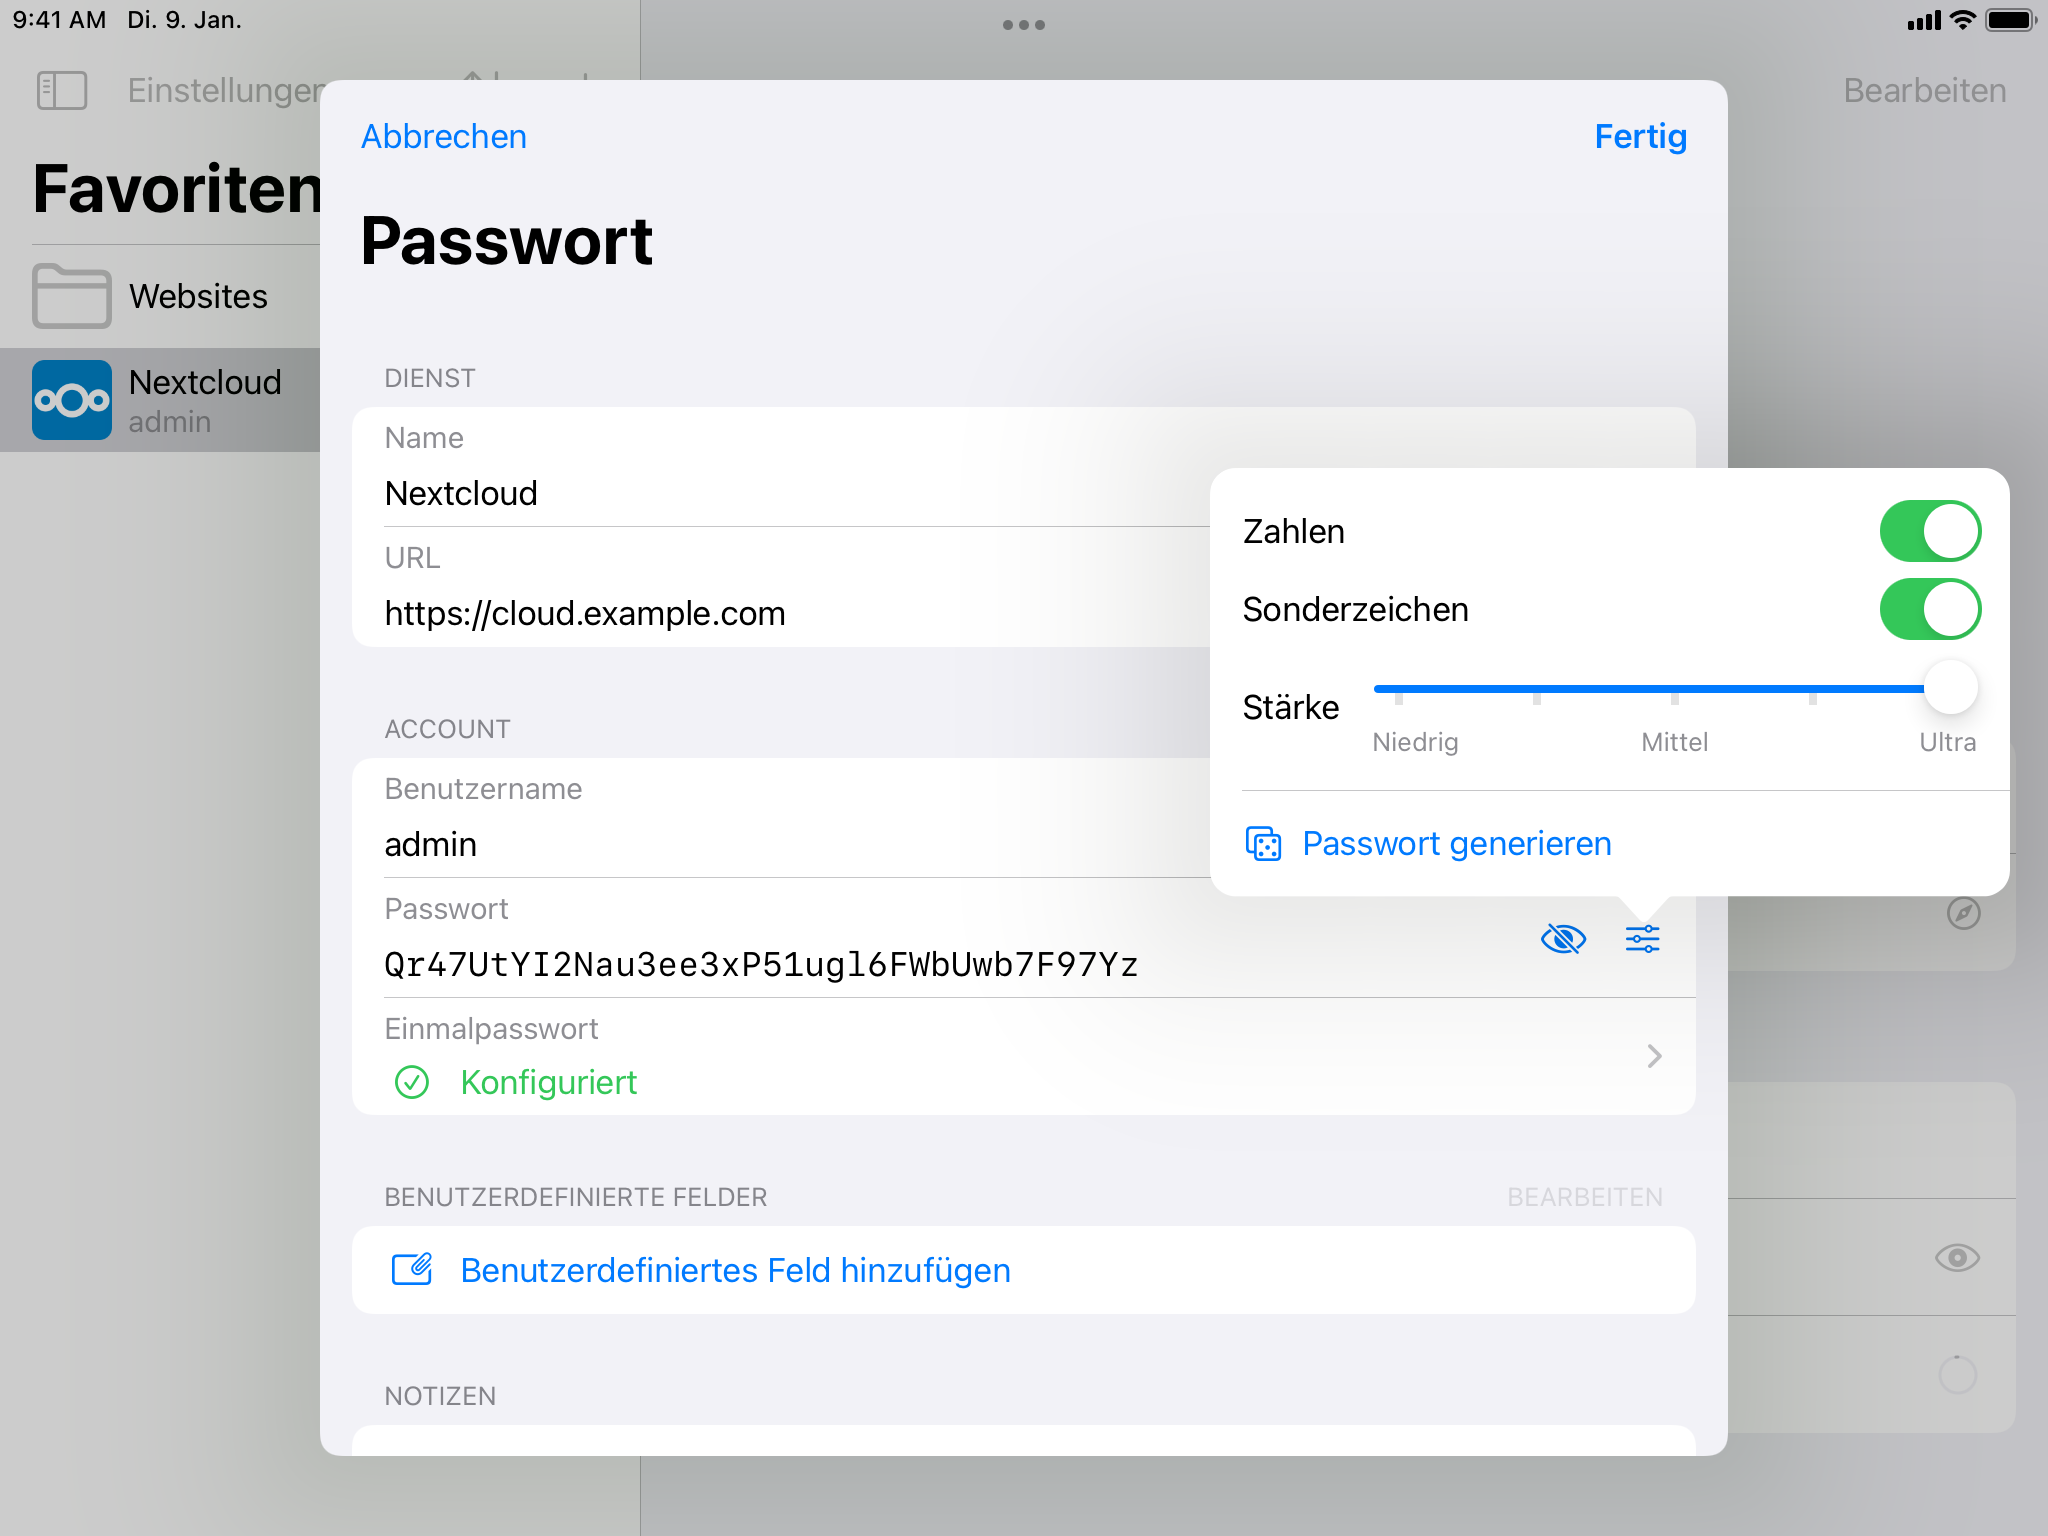 9:41 AM Di. 9. Jan.
Einstellungen
Bearbeiten
Favoriten
Websites
Nextcloud
admin
Abbrechen
Fertig
Passwort
DIENST
Name
Nextcloud
URL
https://cloud.example.com
ACCOUNT
Benutzername
admin
Passwort
Qr47UtYI2Nau3ee3xP51ugl6FWbUwb7F97Yz
Einmalpasswort
Konfiguriert
BENUTZERDEFINIERTE FELDER
BEARBEITEN
Benutzerdefiniertes Feld hinzufügen
NOTIZEN
Zahlen
Sonderzeichen
Stärke
Niedrig Mittel Ultra
Passwort generieren